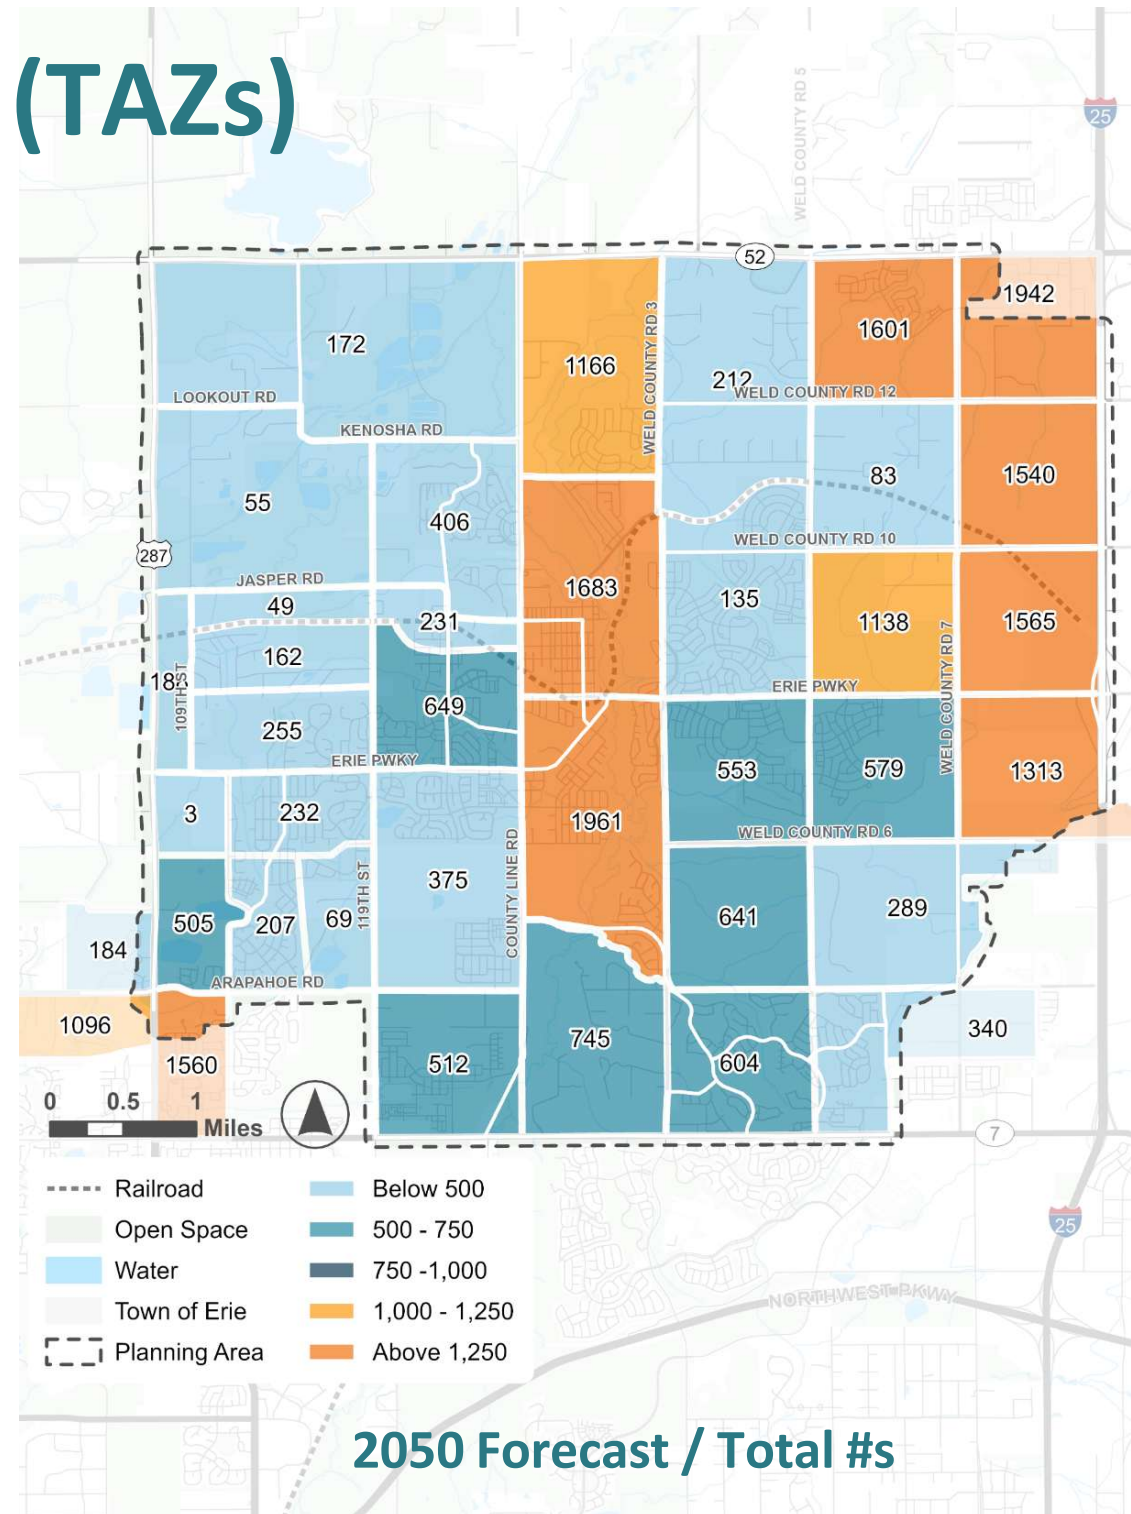 (TAZs)
WELD COUNTY RD 5
25
52
1942
172
1601
WELD COUNTY RD 3
1166
212
WELD COUNTY RD 12
LOOKOUT RD
KENOSHA RD
83
1540
55
406
WELD COUNTY RD 10
287
JASPER RD
1683
135
49
231
1138
1565
162
WELD COUNTY RD 7
18
109TH ST
ERIE PWKY
649
255
ERIE PWKY
553
579
1313
3
232
1961
WELD COUNTY RD 6
COUNTY LINE RD
375
119TH ST
505
207
69
641
289
184
ARAPAHOE RD
1096
340
745
1560
512
604
0 0.5 1
Miles
7
Railroad
Open Space
Water
Town of Erie
Planning Area
Below 500
500 - 750
750 -1,000
1,000 - 1,250
Above 1,250
25
NORTHWEST PKWY
2050 Forecast / Total #s